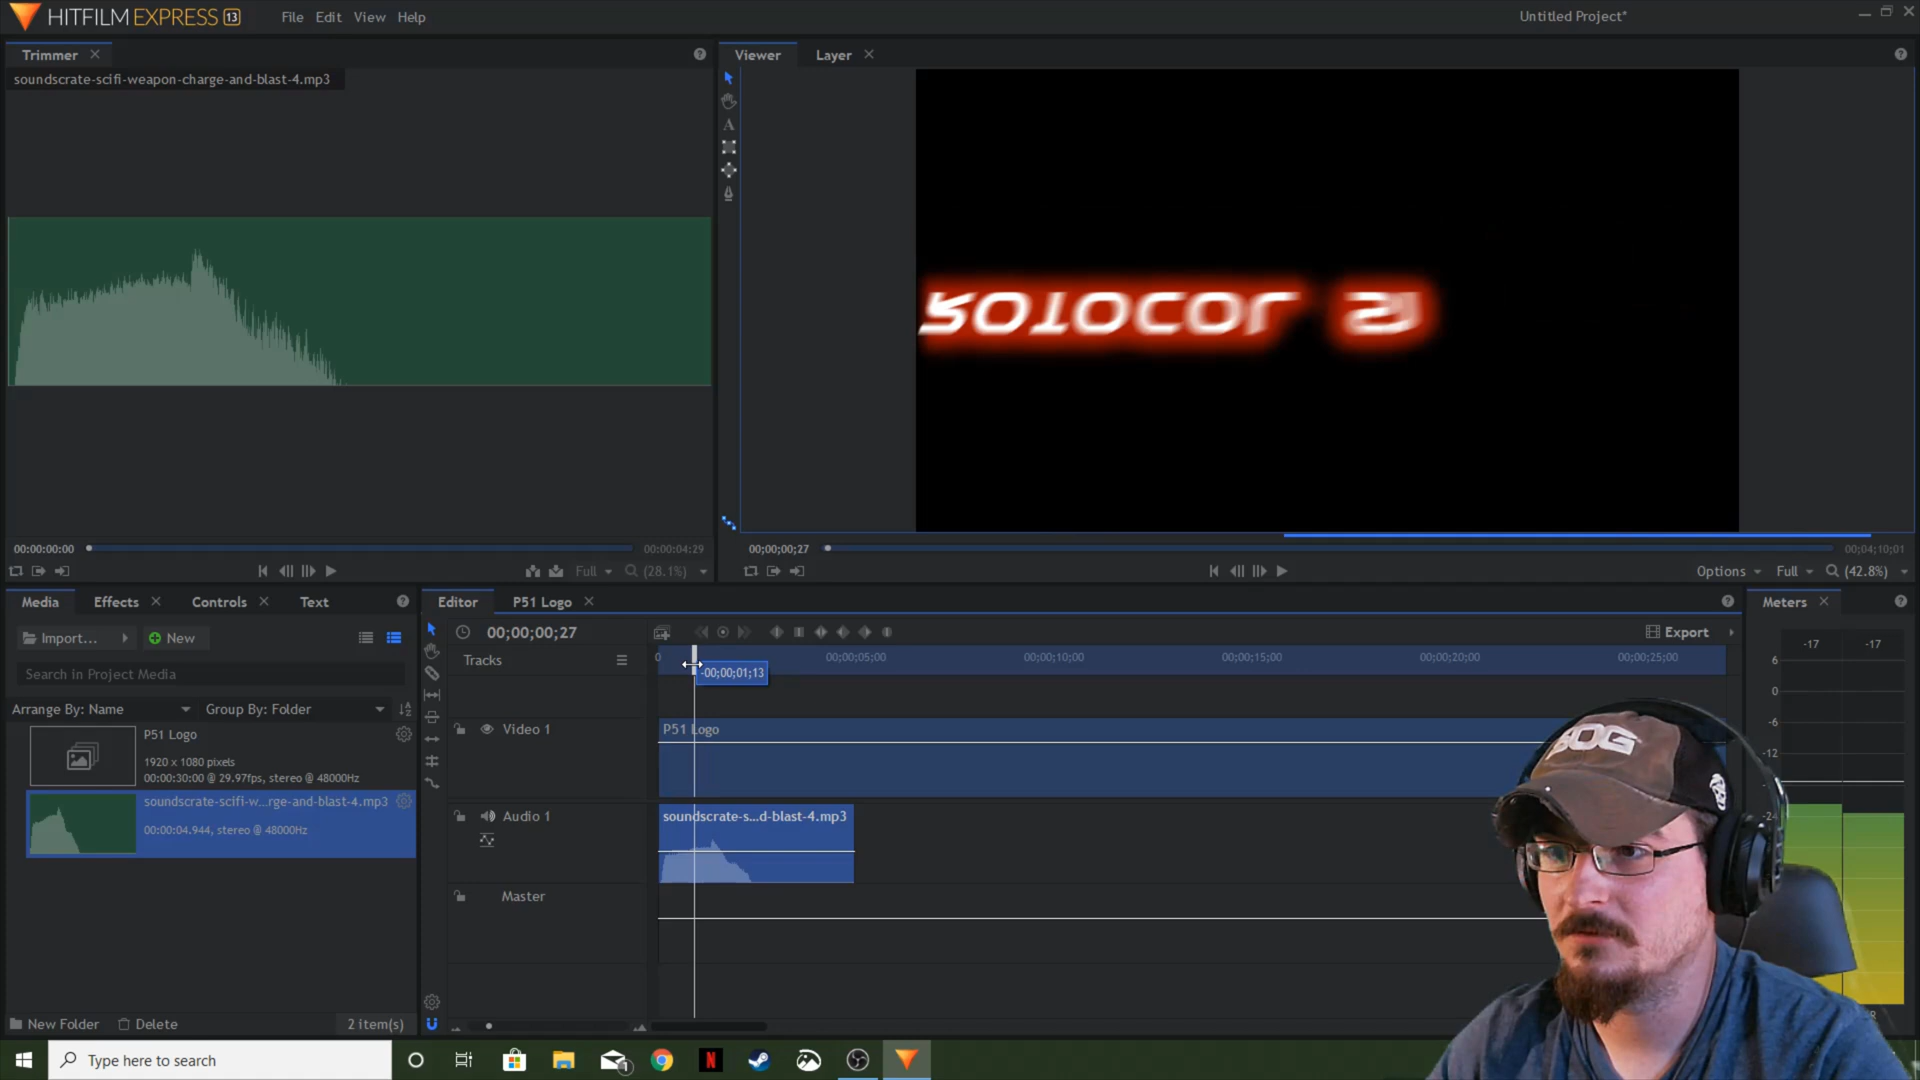 HITFILM EXPRESS 13
File Edit View Help
Untitled Project*
Trimmer
Viewer
Layer
soundscrate-scifi-weapon-charge-and-blast-4.mp3
ROTOCOL 51
00:00:00:00
00:00:04:29
00;00;00;27
00;04;10;01
Full
(28.1%)
Options
Full
(42.8%)
Media
Effects
Controls
Text
Editor
P51 Logo
Meters
Import...
New
00;00;00;27
Export
-17 -17
Search in Project Media
Tracks
0
00;00;05;00
00;00;10;00
00;00;15;00
00;00;20;00
00;00;25;00
-00;00;01;13
6
0
-6
-12
-24
Arrange By: Name
Group By: Folder
P51 Logo
1920 x 1080 pixels
00:00:30:00 @ 29.97fps, stereo @ 48000Hz
soundscrate-scifi-w...rge-and-blast-4.mp3
00:00:04.944, stereo @ 48000Hz
Video 1
P51 Logo
Audio 1
soundscrate-s...d-blast-4.mp3
Master
BOG
New Folder
Delete
2 item(s)
Type here to search
1
N